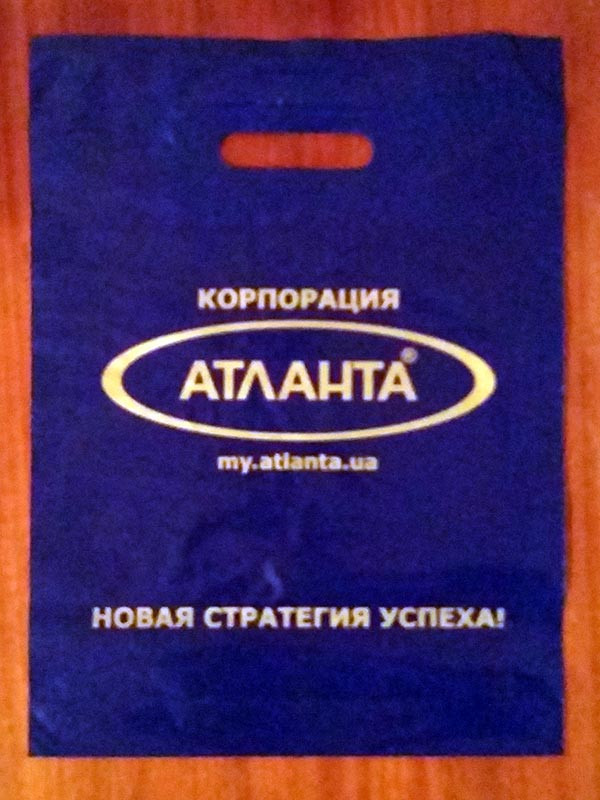 КОРПОРАЦИЯ
АТЛАНТА®
my.atlanta.ua
НОВАЯ СТРАТЕГИЯ УСПЕХА!